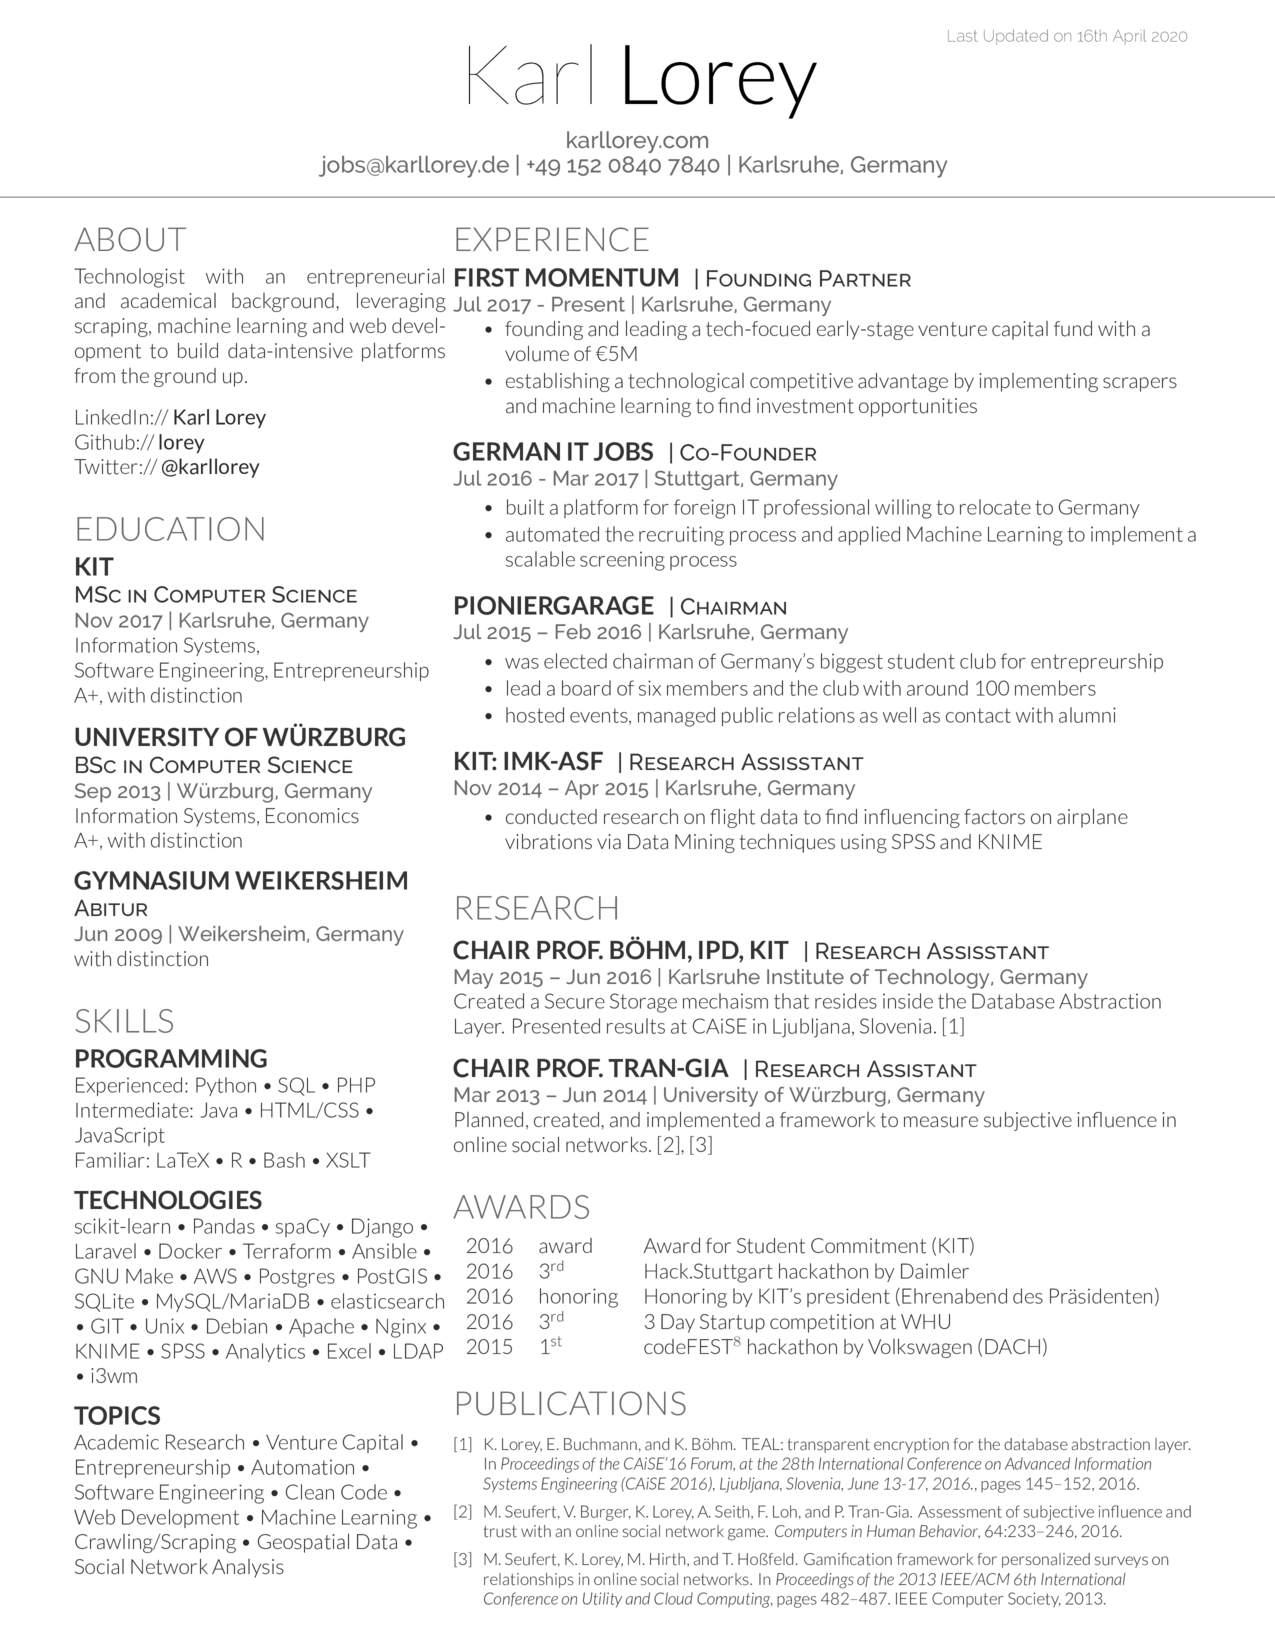 Last Updated on 16th April 2020
Karl Lorey
karllorey.com
jobs@karllorey.de | +49 152 0840 7840 | Karlsruhe, Germany
ABOUT
Technologist with an entrepreneurial
and academical background, leveraging
scraping, machine learning and web devel-
opment to build data-intensive platforms
from the ground up.
LinkedIn:// Karl Lorey
Github:// lorey
Twitter:// @karllorey
EDUCATION
KIT
MSc in Computer Science
Nov 2017 | Karlsruhe, Germany
Information Systems,
Software Engineering, Entrepreneurship
A+, with distinction
UNIVERSITY OF WÜRZBURG
BSc in Computer Science
Sep 2013 | Würzburg, Germany
Information Systems, Economics
A+, with distinction
GYMNASIUM WEIKERSHEIM
Abitur
Jun 2009 | Weikersheim, Germany
with distinction
SKILLS
PROGRAMMING
Experienced: Python • SQL • PHP
Intermediate: Java • HTML/CSS •
JavaScript
Familiar: LaTeX • R • Bash • XSLT
TECHNOLOGIES
scikit-learn • Pandas • spaCy • Django •
Laravel • Docker • Terraform • Ansible •
GNU Make • AWS • Postgres • PostGIS •
SQLite • MySQL/MariaDB • elasticsearch
• GIT • Unix • Debian • Apache • Nginx •
KNIME • SPSS • Analytics • Excel • LDAP
• i3wm
TOPICS
Academic Research • Venture Capital •
Entrepreneurship • Automation •
Software Engineering • Clean Code •
Web Development • Machine Learning •
Crawling/Scraping • Geospatial Data •
Social Network Analysis
EXPERIENCE
FIRST MOMENTUM | Founding Partner
Jul 2017 - Present | Karlsruhe, Germany
• founding and leading a tech-focued early-stage venture capital fund with a
volume of €5M
• establishing a technological competitive advantage by implementing scrapers
and machine learning to find investment opportunities
GERMAN IT JOBS | Co-Founder
Jul 2016 - Mar 2017 | Stuttgart, Germany
• built a platform for foreign IT professional willing to relocate to Germany
• automated the recruiting process and applied Machine Learning to implement a
scalable screening process
PIONIERGARAGE | Chairman
Jul 2015 – Feb 2016 | Karlsruhe, Germany
• was elected chairman of Germany's biggest student club for entrepreurship
• lead a board of six members and the club with around 100 members
• hosted events, managed public relations as well as contact with alumni
KIT: IMK-ASF | Research Assisstant
Nov 2014 – Apr 2015 | Karlsruhe, Germany
• conducted research on flight data to find influencing factors on airplane
vibrations via Data Mining techniques using SPSS and KNIME
RESEARCH
CHAIR PROF. BÖHM, IPD, KIT | Research Assisstant
May 2015 – Jun 2016 | Karlsruhe Institute of Technology, Germany
Created a Secure Storage mechaism that resides inside the Database Abstraction
Layer. Presented results at CAiSE in Ljubljana, Slovenia. [1]
CHAIR PROF. TRAN-GIA | Research Assistant
Mar 2013 – Jun 2014 | University of Würzburg, Germany
Planned, created, and implemented a framework to measure subjective influence in
online social networks. [2], [3]
AWARDS
2016 award Award for Student Commitment (KIT)
2016 3rd Hack.Stuttgart hackathon by Daimler
2016 honoring Honoring by KIT's president (Ehrenabend des Präsidenten)
2016 3rd 3 Day Startup competition at WHU
2015 1st codeFEST8 hackathon by Volkswagen (DACH)
PUBLICATIONS
[1] K. Lorey, E. Buchmann, and K. Böhm. TEAL: transparent encryption for the database abstraction layer.
In Proceedings of the CAiSE'16 Forum, at the 28th International Conference on Advanced Information
Systems Engineering (CAiSE 2016), Ljubljana, Slovenia, June 13-17, 2016., pages 145–152, 2016.
[2] M. Seufert, V. Burger, K. Lorey, A. Seith, F. Loh, and P. Tran-Gia. Assessment of subjective influence and
trust with an online social network game. Computers in Human Behavior, 64:233–246, 2016.
[3] M. Seufert, K. Lorey, M. Hirth, and T. Hoßfeld. Gamification framework for personalized surveys on
relationships in online social networks. In Proceedings of the 2013 IEEE/ACM 6th International
Conference on Utility and Cloud Computing, pages 482–487. IEEE Computer Society, 2013.